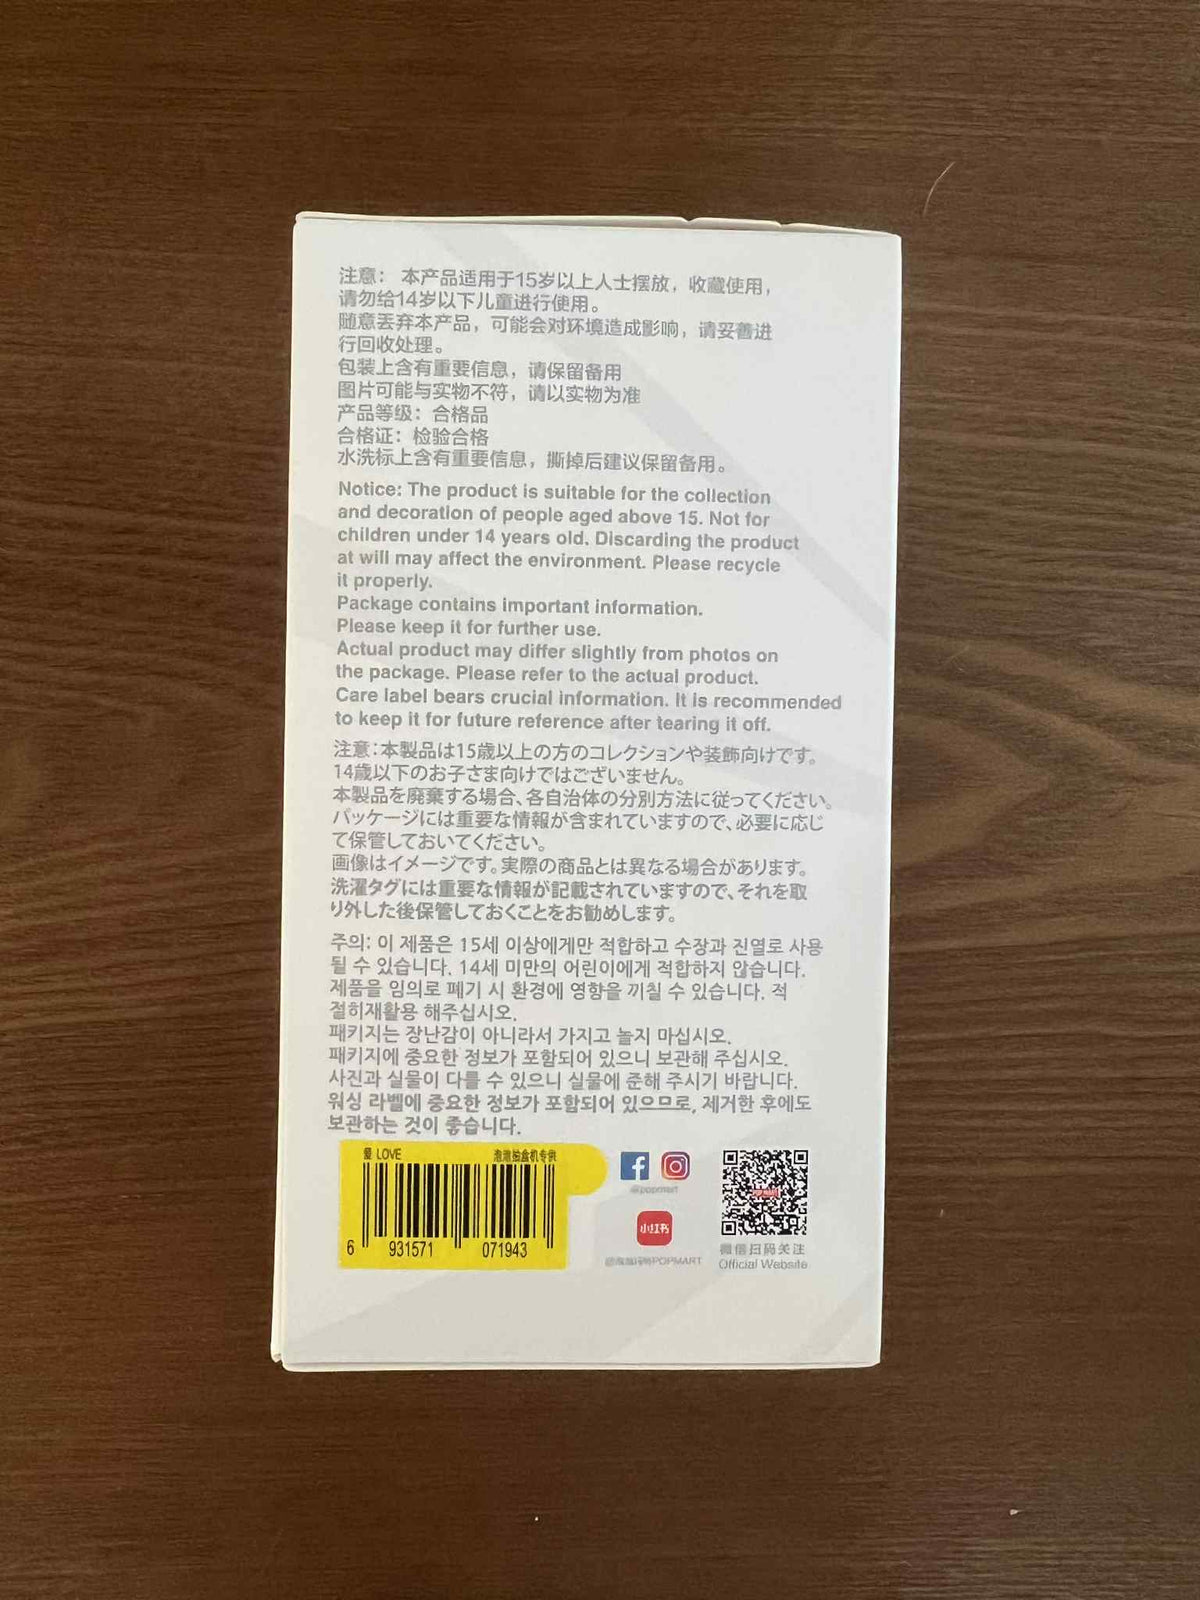 注意： 本产品适用于15岁以上人士摆放，收藏使用，
请勿给14岁以下儿童进行使用。
随意丢弃本产品，可能会对环境造成影响，请妥善进
行回收处理。
包装上含有重要信息，请保留备用
图片可能与实物不符，请以实物为准
产品等级：合格品
合格证：检验合格
水洗标上含有重要信息，撕掉后建议保留备用。
Notice: The product is suitable for the collection
and decoration of people aged above 15. Not for
children under 14 years old. Discarding the product
at will may affect the environment. Please recycle
it properly.
Package contains important information.
Please keep it for further use.
Actual product may differ slightly from photos on
the package. Please refer to the actual product.
Care label bears crucial information. It is recommended
to keep it for future reference after tearing it off.
注意：本製品は15歳以上の方のコレクションや装飾向けです。
14歳以下のお子さま向けではございません。
本製品を廃棄する場合、各自治体の分別方法に従ってください。
パッケージには重要な情報が含まれていますので、必要に応じ
て保管しておいてください。
画像はイメージです。実際の商品とは異なる場合があります。
洗濯タグには重要な情報が記載されていますので、それを取
り外した後保管しておくことをお勧めします。
주의: 이 제품은 15세 이상에게만 적합하고 수장과 진열로 사용
될 수 있습니다. 14세 미만의 어린이에게 적합하지 않습니다.
제품을 임의로 폐기 시 환경에 영향을 끼칠 수 있습니다. 적
절히재활용 해주십시오.
패키지는 장난감이 아니라서 가지고 놀지 마십시오.
패키지에 중요한 정보가 포함되어 있으니 보관해 주십시오.
사진과 실물이 다를 수 있으니 실물에 준해 주시기 바랍니다.
워싱 라벨에 중요한 정보가 포함되어 있으므로, 제거한 후에도
보관하는 것이 좋습니다.
爱 LOVE 泡泡抽盒机专供
6 931571 071943
@popmart
小红书
@泡泡玛特POPMART
POP MART
微信扫码关注
Official Website